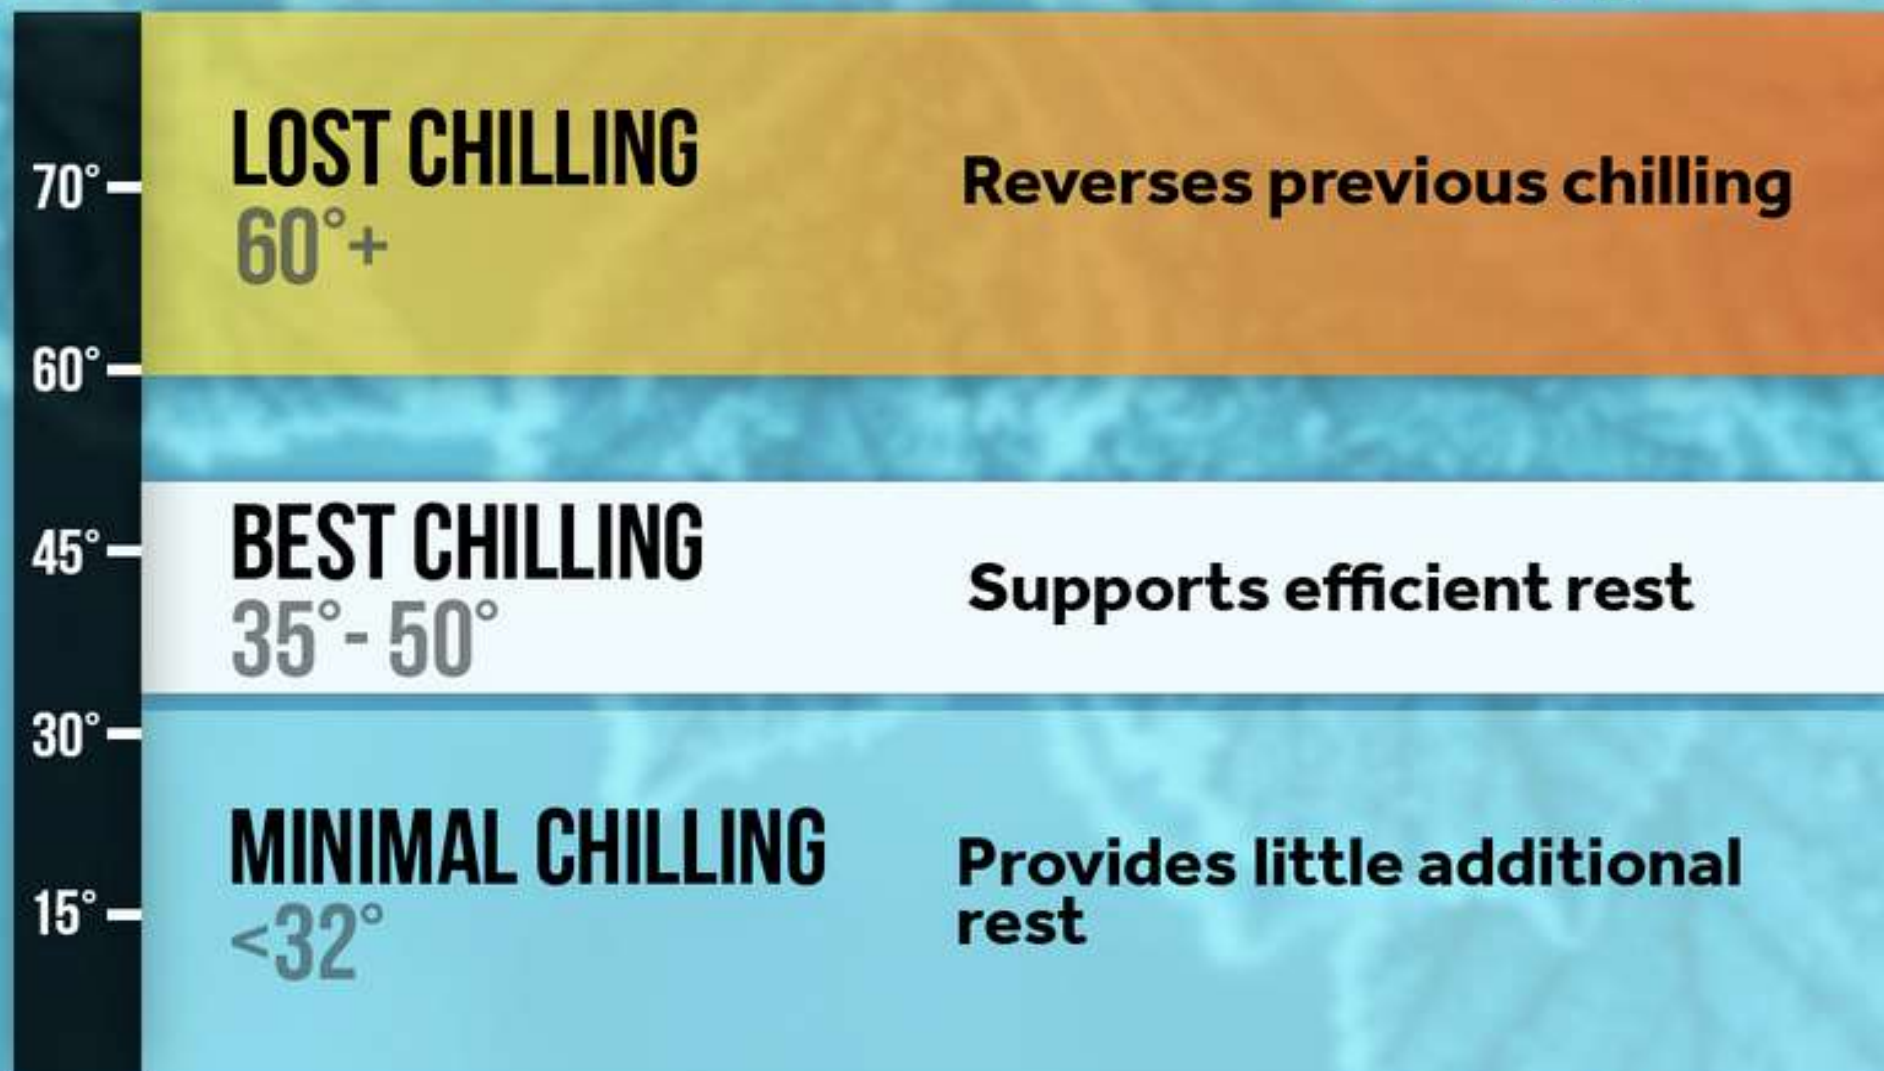 70°
LOST CHILLING
60°+
Reverses previous chilling
60°
45°
BEST CHILLING
35°- 50°
Supports efficient rest
30°
MINIMAL CHILLING
<32°
Provides little additional
rest
15°